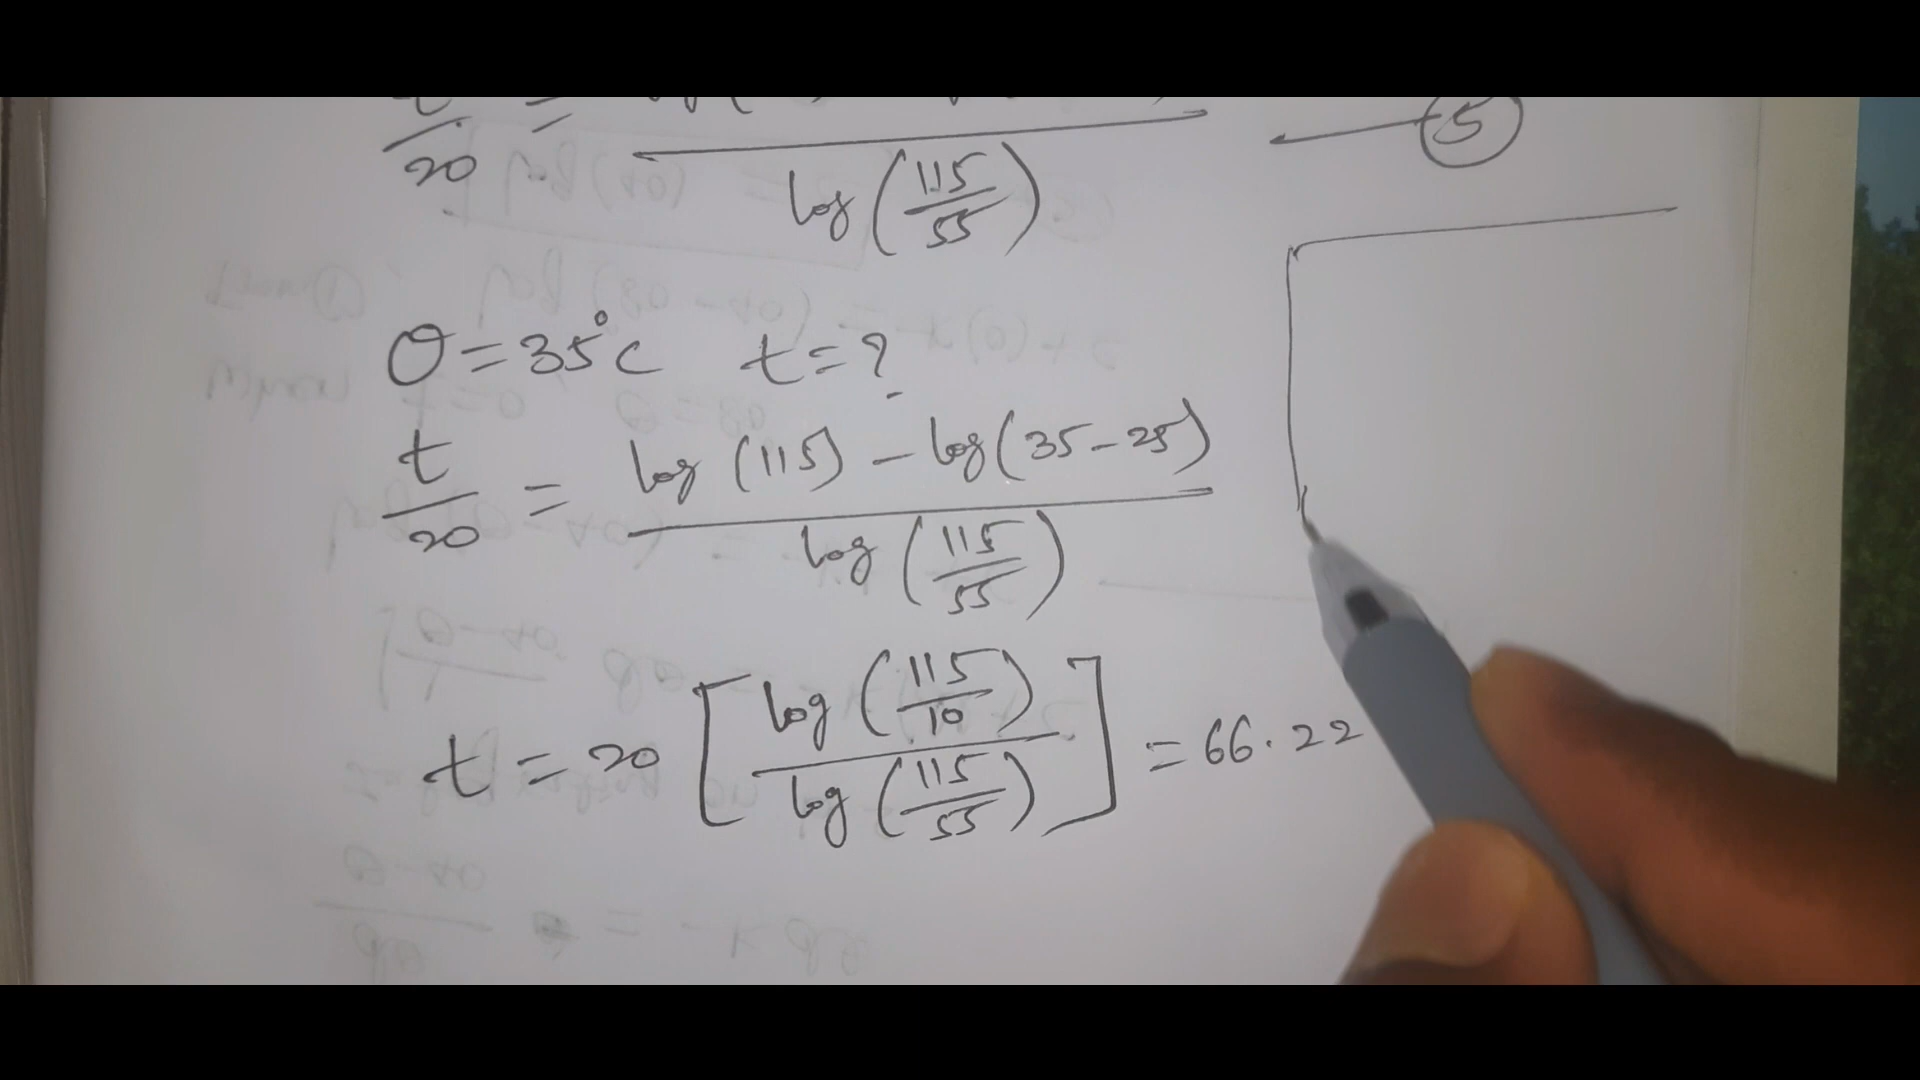 t/20 =
log (115/55)
5
θ = 35°C t = ?
t/20 = log (115) - log (35 - 25) / log (115/55)
t = 20 [log (115/10) / log (115/55)] = 66.22